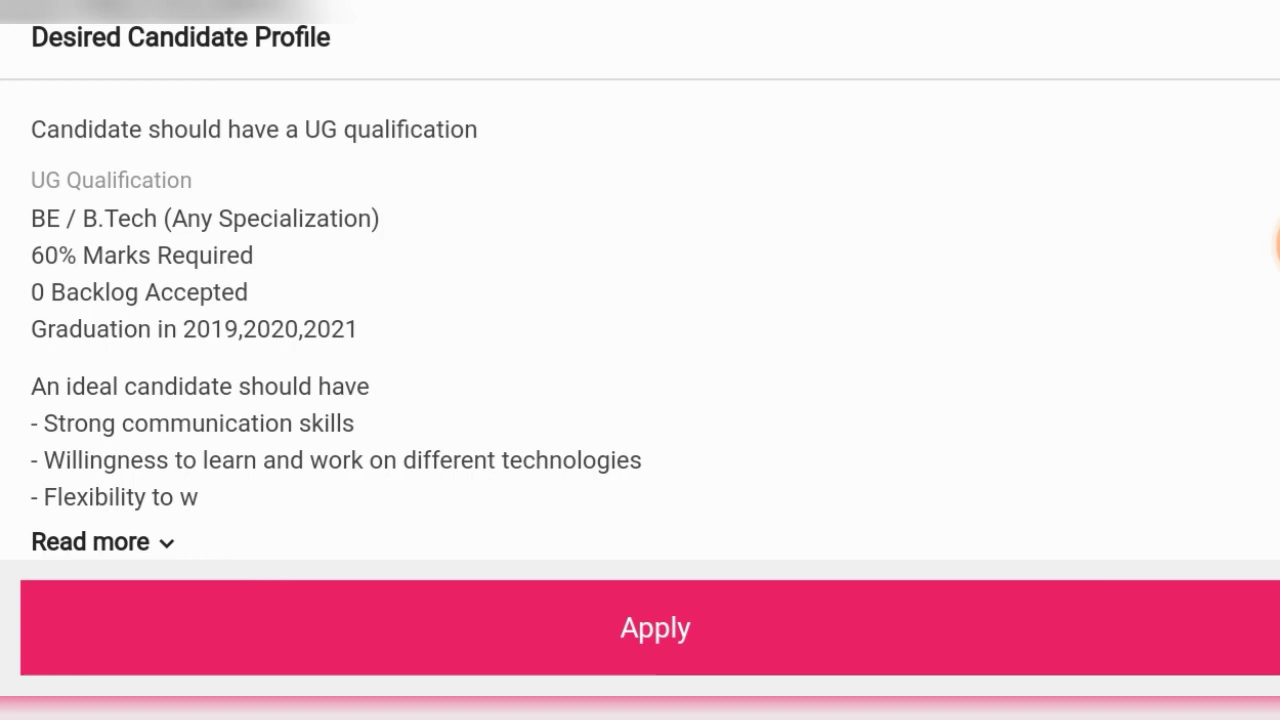 Desired Candidate Profile
Candidate should have a UG qualification
UG Qualification
BE / B.Tech (Any Specialization)
60% Marks Required
0 Backlog Accepted
Graduation in 2019,2020,2021
An ideal candidate should have
- Strong communication skills
- Willingness to learn and work on different technologies
- Flexibility to w
Read more
Apply